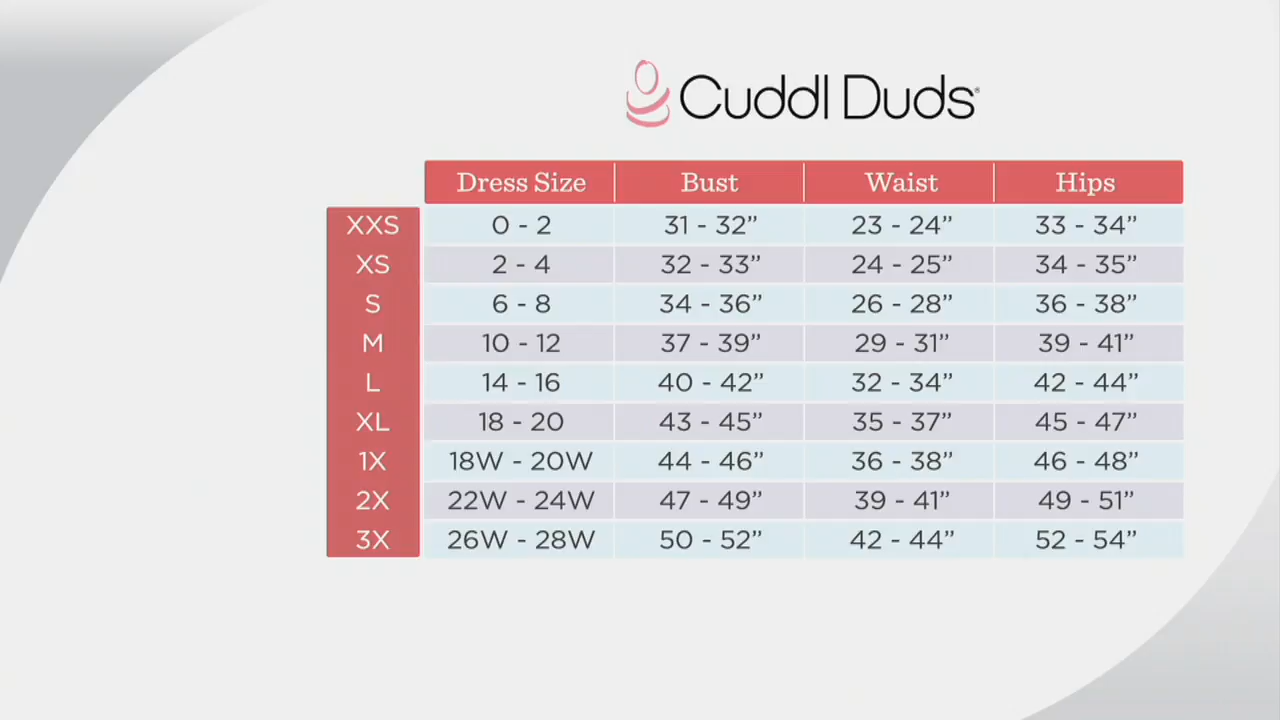 Cuddl Duds®
Dress Size Bust Waist Hips
XXS 0 - 2 31 - 32” 23 - 24” 33 - 34”
XS 2 - 4 32 - 33” 24 - 25” 34 - 35”
S 6 - 8 34 - 36” 26 - 28” 36 - 38”
M 10 - 12 37 - 39” 29 - 31” 39 - 41”
L 14 - 16 40 - 42” 32 - 34” 42 - 44”
XL 18 - 20 43 - 45” 35 - 37” 45 - 47”
1X 18W - 20W 44 - 46” 36 - 38” 46 - 48”
2X 22W - 24W 47 - 49” 39 - 41” 49 - 51”
3X 26W - 28W 50 - 52” 42 - 44” 52 - 54”